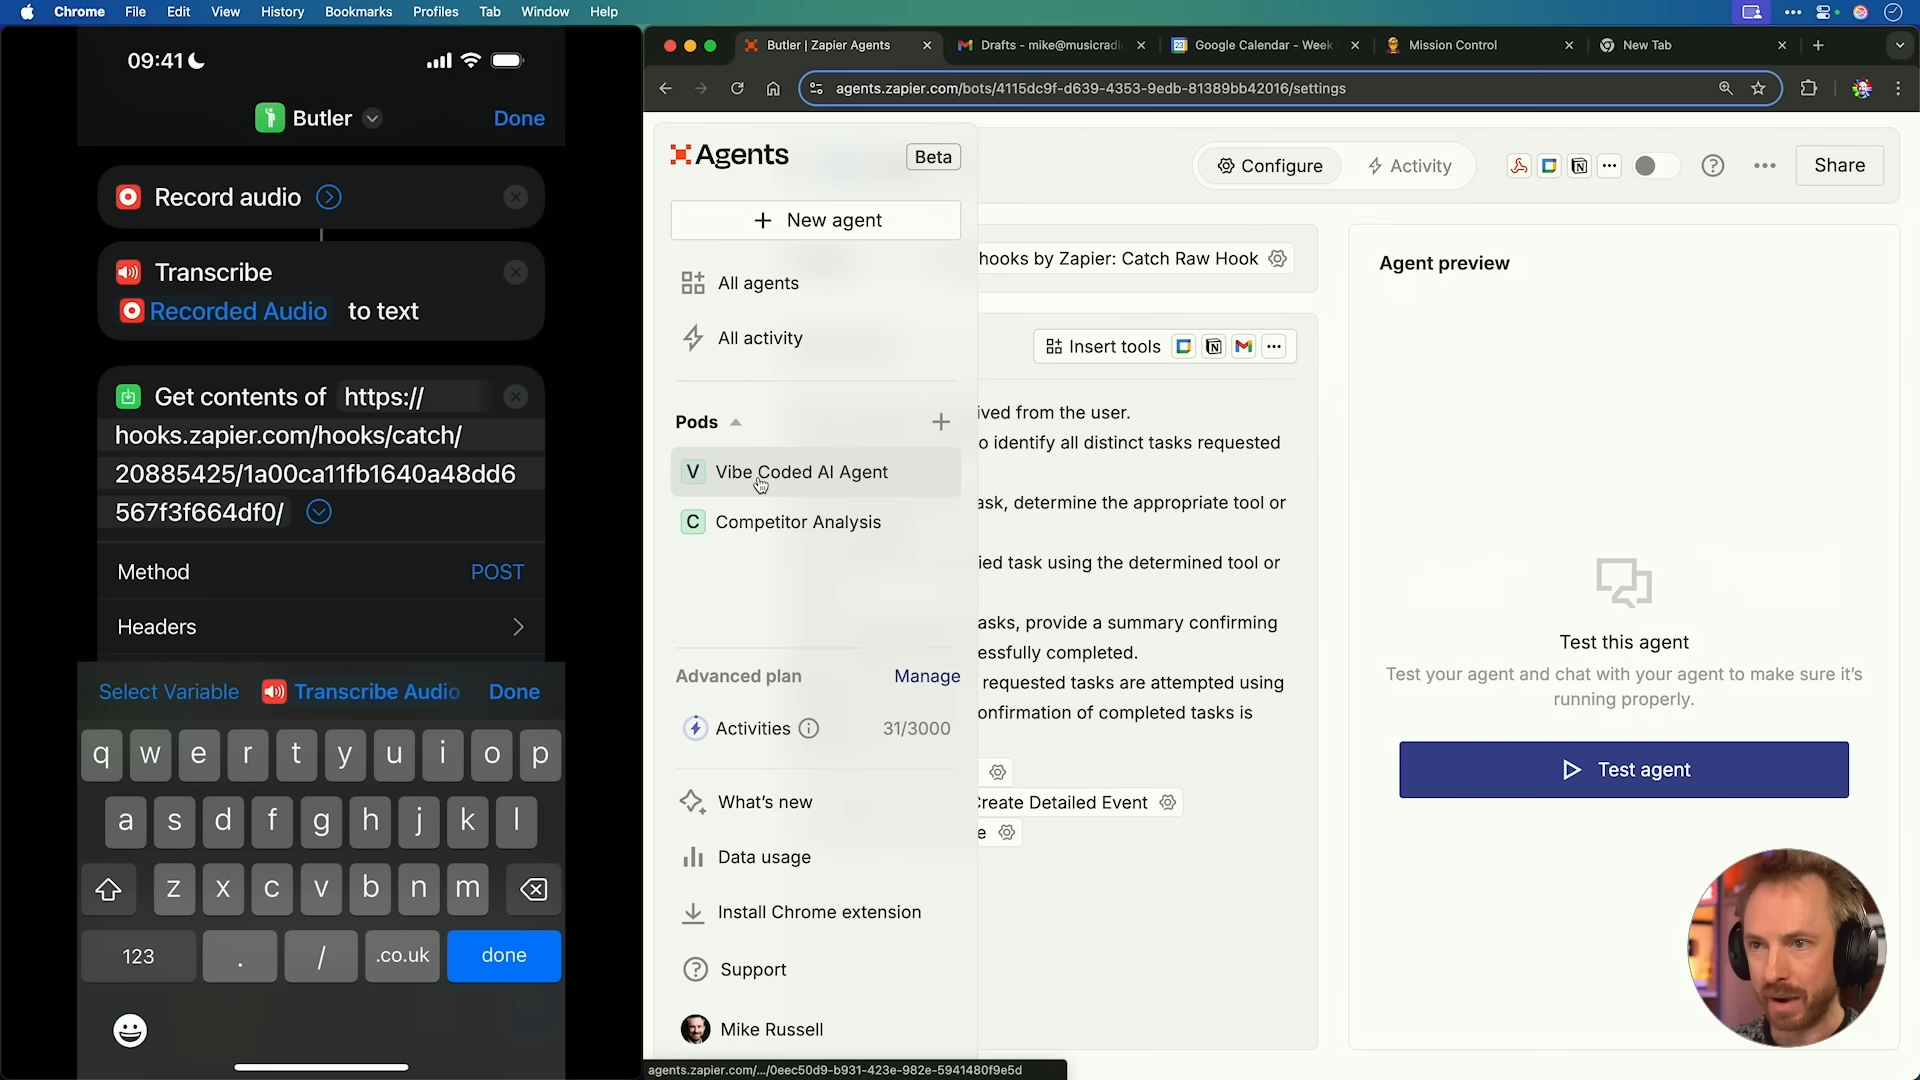 Chrome File Edit View History Bookmarks Profiles Tab Window Help
09:41
Butler
Done
Record audio
Transcribe
Recorded Audio to text
Get contents of https://
hooks.zapier.com/hooks/catch/
20885425/1a00ca11fb1640a48dd6
567f3f664df0/
Method POST
Headers
Select Variable Transcribe Audio Done
q w e r t y u i o p
a s d f g h j k l
z x c v b n m
123 . / .co.uk done
Butler | Zapier Agents
Drafts - mike@musicradi
Google Calendar - Week
Mission Control
New Tab
agents.zapier.com/bots/4115dc9f-d639-4353-9edb-81389bb42016/settings
Agents Beta
+ New agent
All agents
All activity
Pods
V Vibe Coded AI Agent
C Competitor Analysis
Advanced plan Manage
Activities 31/3000
What's new
Data usage
Install Chrome extension
Support
Mike Russell
agents.zapier.com/.../0eec50d9-b931-423e-982e-5941480f9e5d
Configure Activity
Share
hooks by Zapier: Catch Raw Hook
Insert tools
ived from the user.
o identify all distinct tasks requested
ask, determine the appropriate tool or
ied task using the determined tool or
asks, provide a summary confirming
essfully completed.
requested tasks are attempted using
onfirmation of completed tasks is
Create Detailed Event
e
Agent preview
Test this agent
Test your agent and chat with your agent to make sure it's
running properly.
Test agent